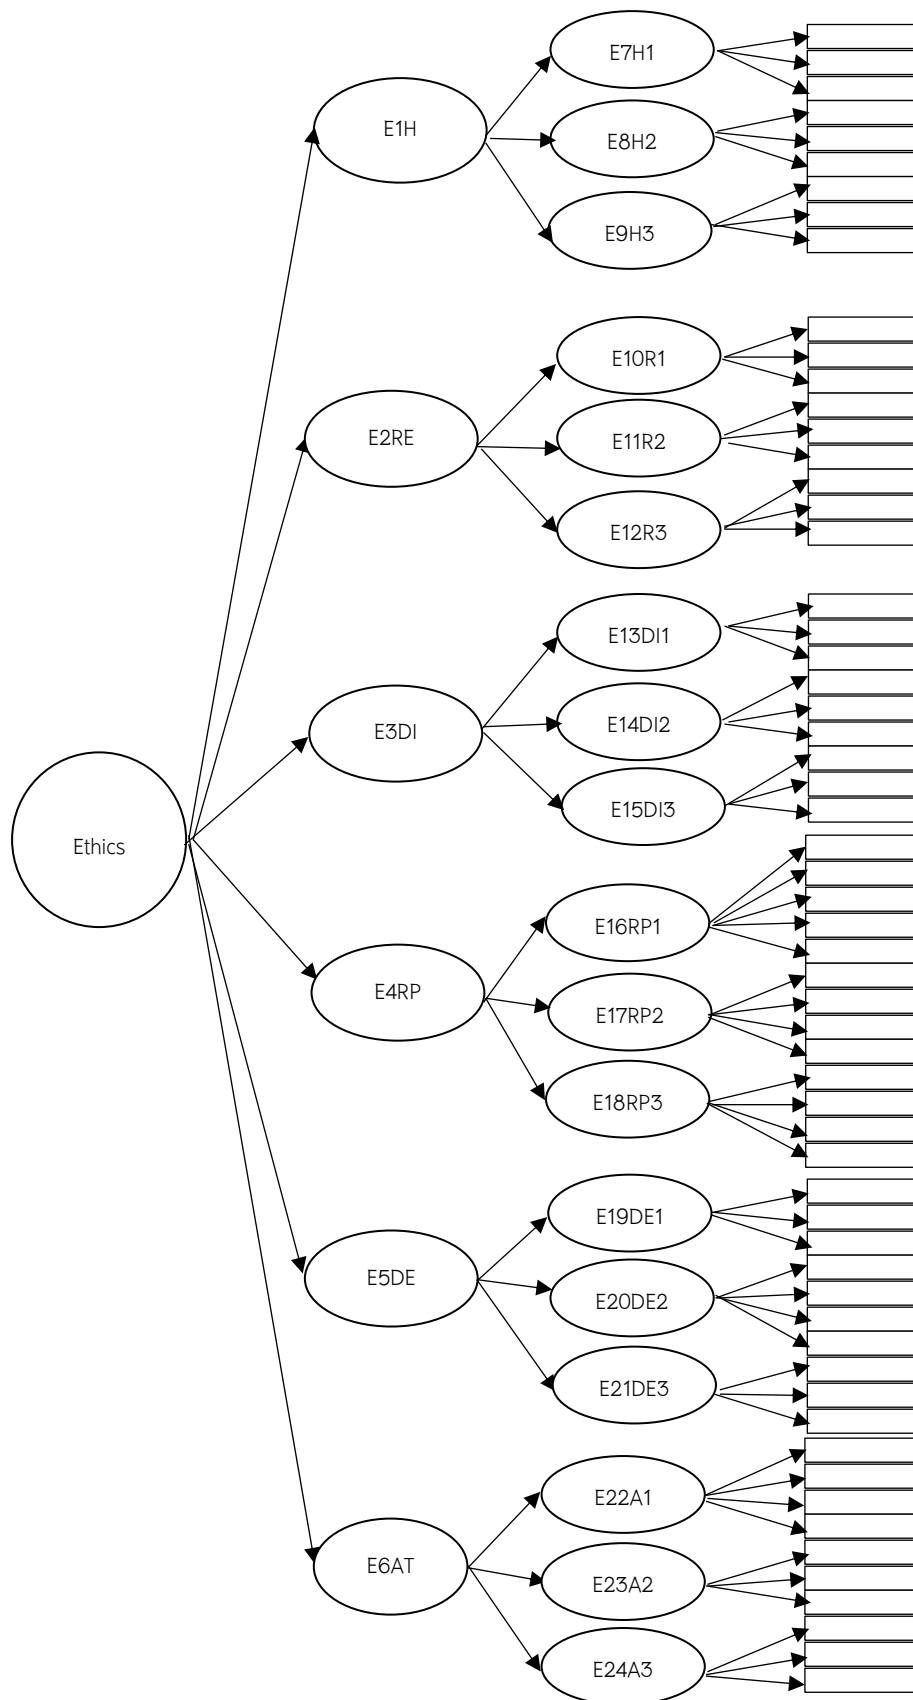 E7H1
E1H
E8H2
E9H3
E10R1
E2RE
E11R2
E12R3
E13DI1
E3DI
E14DI2
E15DI3
Ethics
E16RP1
E4RP
E17RP2
E18RP3
E19DE1
E5DE
E20DE2
E21DE3
E22A1
E6AT
E23A2
E24A3